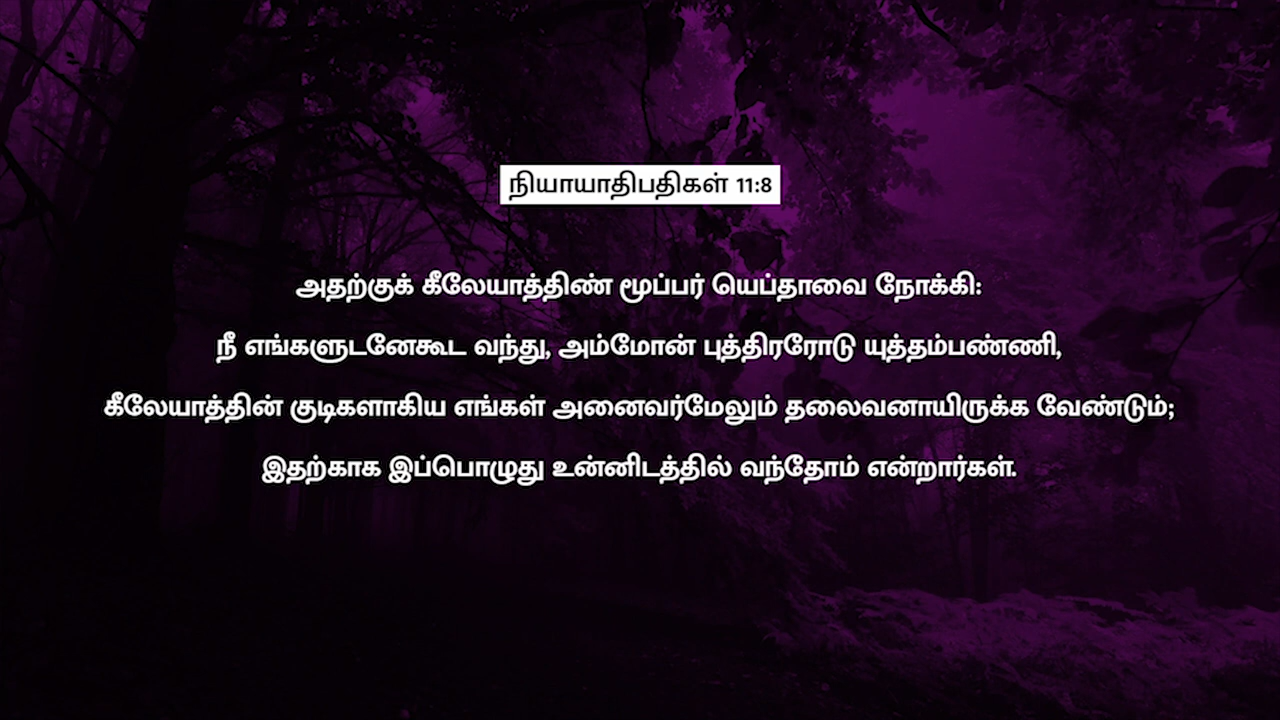 நியாயாதிபதிகள் 11:8
அதற்குக் கீலேயாத்திண் மூப்பர் யெப்தாவை நோக்கி:
நீ எங்களுடனேகூட வந்து, அம்மோன் புத்திரரோடு யுத்தம்பண்ணி,
கீலேயாத்தின் குடிகளாகிய எங்கள் அனைவர்மேலும் தலைவனாயிருக்க வேண்டும்;
இதற்காக இப்பொழுது உன்னிடத்தில் வந்தோம் என்றார்கள்.